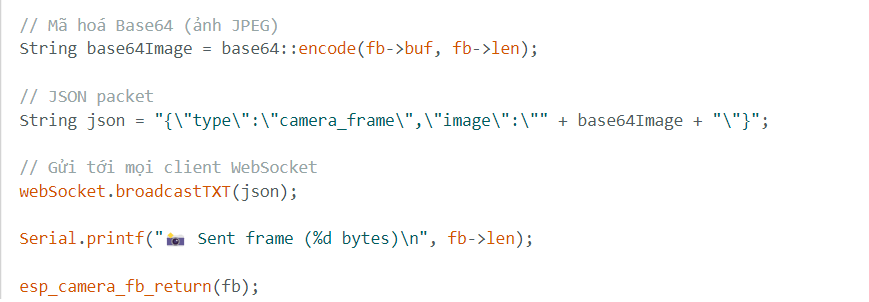 // Mã hoá Base64 (ảnh JPEG)
String base64Image = base64::encode(fb->buf, fb->len);
// JSON packet
String json = "{\"type\":\"camera_frame\",\"image\":\"" + base64Image + "\"}";
// Gửi tới mọi client WebSocket
webSocket.broadcastTXT(json);
Serial.printf("📸 Sent frame (%d bytes)\n", fb->len);
esp_camera_fb_return(fb);